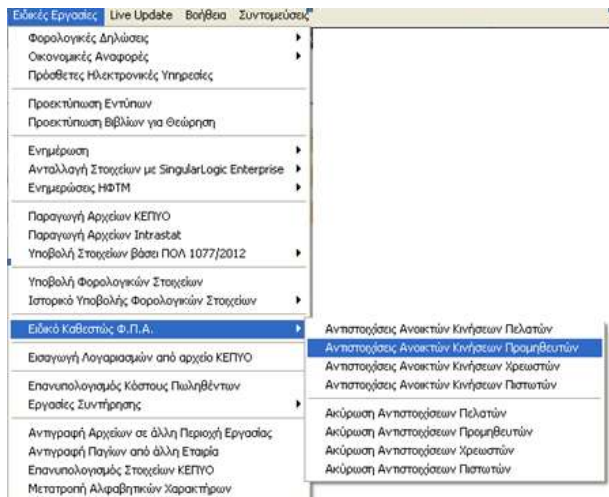 Ειδικές Εργασίες Live Update Βοήθεια Συντομεύσεις
Φορολογικές Δηλώσεις
Οικονομικές Αναφορές
Πρόσθετες Ηλεκτρονικές Υπηρεσίες
Προεκτύπωση Εντύπων
Προεκτύπωση Βιβλίων για Θεώρηση
Ενημέρωση
Ανταλλαγή Στοιχείων με SingularLogic Enterprise
Ενημερώσεις ΗΦΤΜ
Παραγωγή Αρχείων ΚΕΠΥΟ
Παραγωγή Αρχείων Intrastat
Υποβολή Στοιχείων βάσει ΠΟΛ 1077/2012
Υποβολή Φορολογικών Στοιχείων
Ιστορικό Υποβολής Φορολογικών Στοιχείων
Ειδικό Καθεστώς Φ.Π.Α.
Εισαγωγή Λογαριασμών από αρχείο ΚΕΠΥΟ
Επανυπολογισμός Κόστους Πωληθέντων
Εργασίες Συντήρησης
Αντιγραφή Αρχείων σε άλλη Περιοχή Εργασίας
Αντιγραφή Παγίων από άλλη Εταιρία
Επανυπολογισμός Στοιχείων ΚΕΠΥΟ
Μετατροπή Αλφαβητικών Χαρακτήρων
Αντιστοιχίσεις Ανοικτών Κινήσεων Πελατών
Αντιστοιχίσεις Ανοικτών Κινήσεων Προμηθευτών
Αντιστοιχίσεις Ανοικτών Κινήσεων Χρεωστών
Αντιστοιχίσεις Ανοικτών Κινήσεων Πιστωτών
Ακύρωση Αντιστοιχίσεων Πελατών
Ακύρωση Αντιστοιχίσεων Προμηθευτών
Ακύρωση Αντιστοιχίσεων Χρεωστών
Ακύρωση Αντιστοιχίσεων Πιστωτών